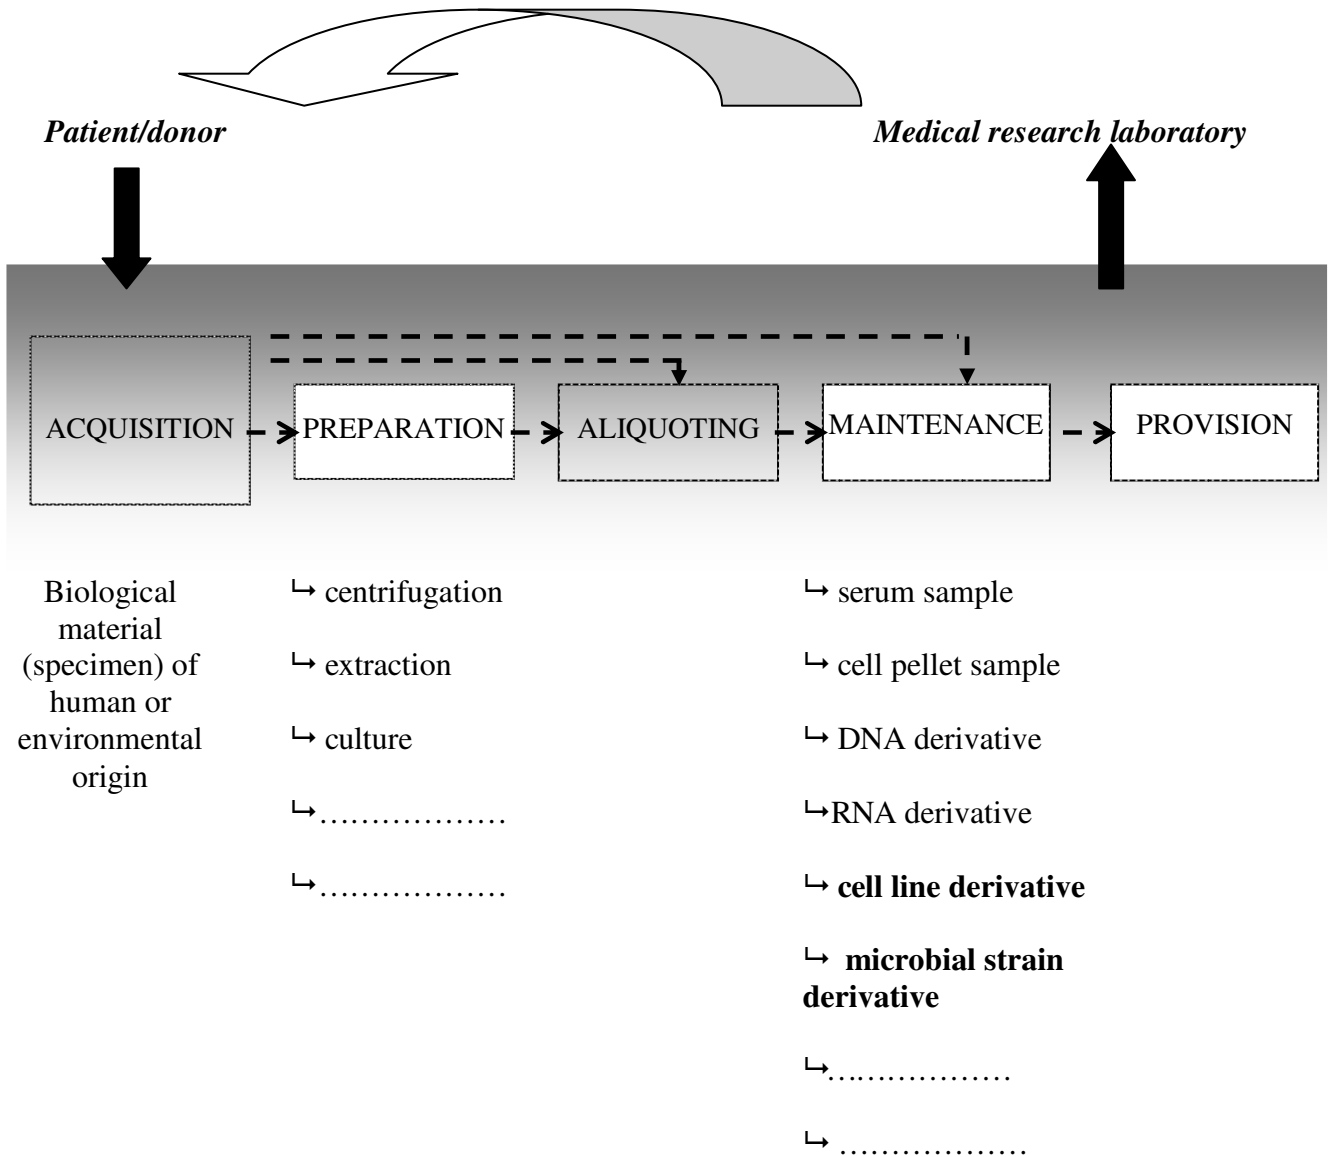 Patient/donor
Medical research laboratory
ACQUISITION
PREPARATION
ALIQUOTING
MAINTENANCE
PROVISION
Biological
material
(specimen) of
human or
environmental
origin
↳ centrifugation
↳ extraction
↳ culture
↳ ………………
↳ ………………
↳ serum sample
↳ cell pellet sample
↳ DNA derivative
↳RNA derivative
↳ cell line derivative
↳ microbial strain
derivative
↳………………
↳ ………………